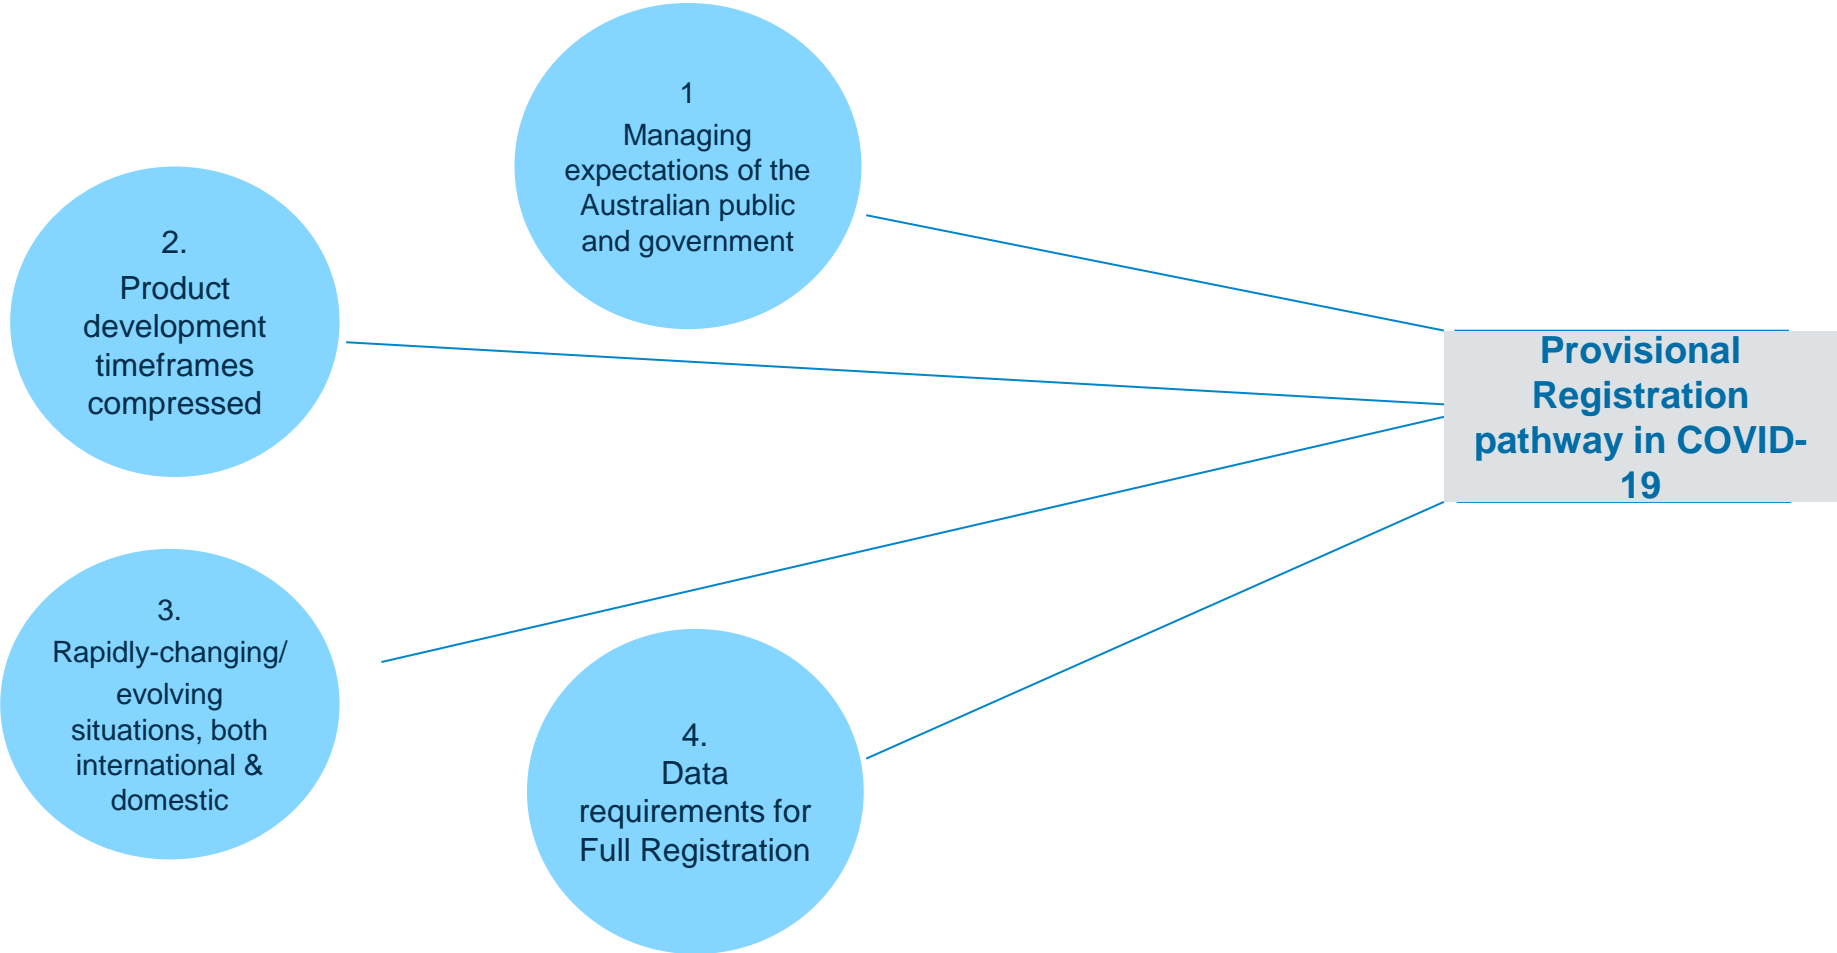 1
Managing
expectations of the
Australian public
and government
2.
Product
development
timeframes
compressed
3.
Rapidly-changing/
evolving
situations, both
international &
domestic
4.
Data
requirements for
Full Registration
Provisional
Registration
pathway in COVID-
19